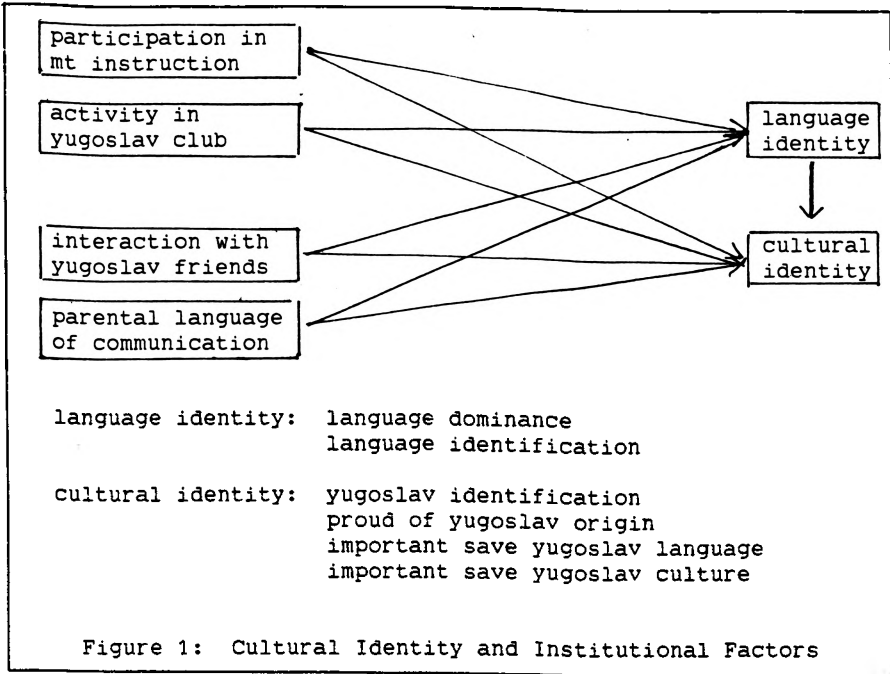 participation in
mt instruction
activity in
yugoslav club
interaction with
yugoslav friends
parental language
of communication
language
identity
cultural
identity
language identity: language dominance
language identification
cultural identity: yugoslav identification
proud of yugoslav origin
important save yugoslav language
important save yugoslav culture
Figure 1: Cultural Identity and Institutional Factors